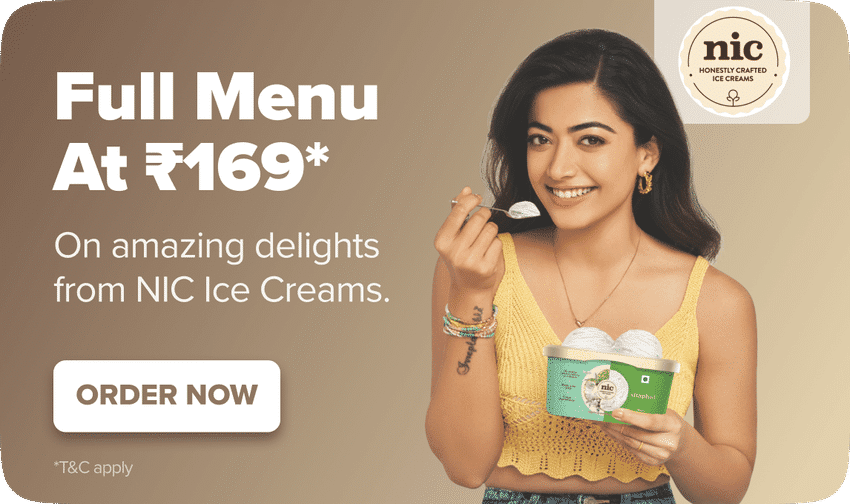 Full Menu
At ₹169*
On amazing delights
from NIC Ice Creams.
ORDER NOW
*T&C apply
nic
HONESTLY CRAFTED
ICE CREAMS
nic